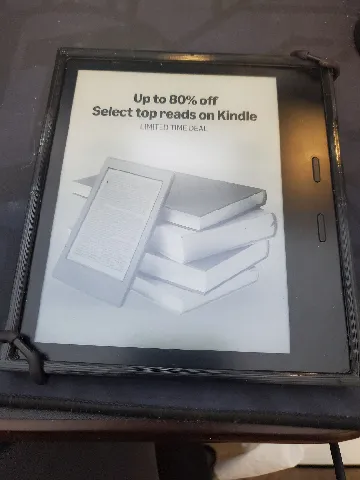 Up to 80% off
Select top reads on Kindle
LIMITED TIME DEAL